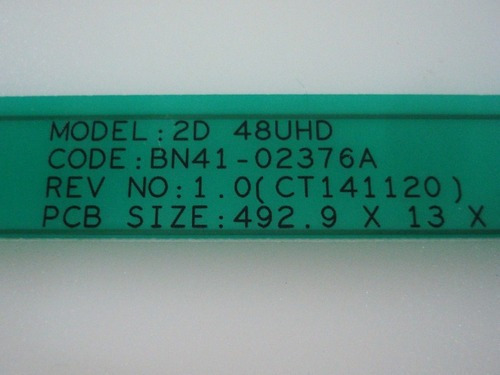 MODEL:2D 48UHD
CODE:BN41-02376A
REV NO:1.0(CT141120)
PCB SIZE:492.9 X 13 X